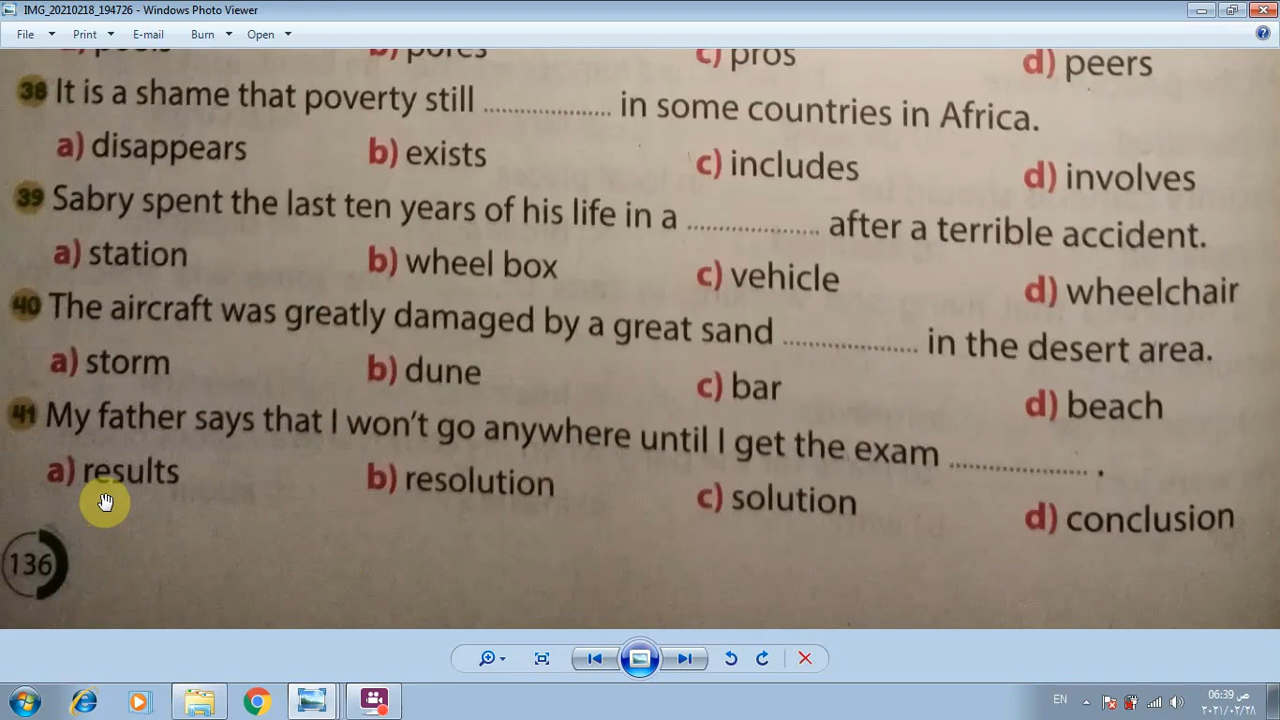 IMG_20210218_194726 - Windows Photo Viewer
File Print E-mail Burn Open
b) pores c) pros d) peers
38 It is a shame that poverty still .................. in some countries in Africa.
a) disappears b) exists c) includes d) involves
39 Sabry spent the last ten years of his life in a .................. after a terrible accident.
a) station b) wheel box c) vehicle d) wheelchair
40 The aircraft was greatly damaged by a great sand .................. in the desert area.
a) storm b) dune c) bar d) beach
41 My father says that I won't go anywhere until I get the exam .................. .
a) results b) resolution c) solution d) conclusion
136
EN
06:39 ص
٢٠٢١/٠٢/٢٨